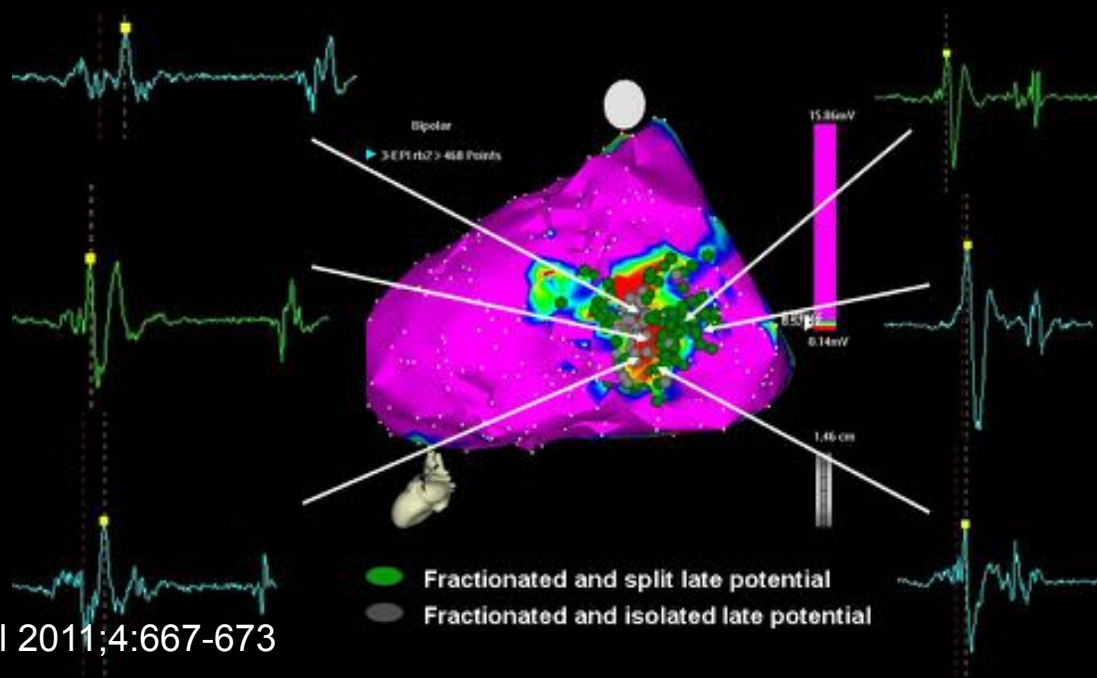 Bipolar
3-EPI rb2 > 468 Points
15.86mV
0.14mV
1.46 cm
Fractionated and split late potential
Fractionated and isolated late potential
2011;4:667-673